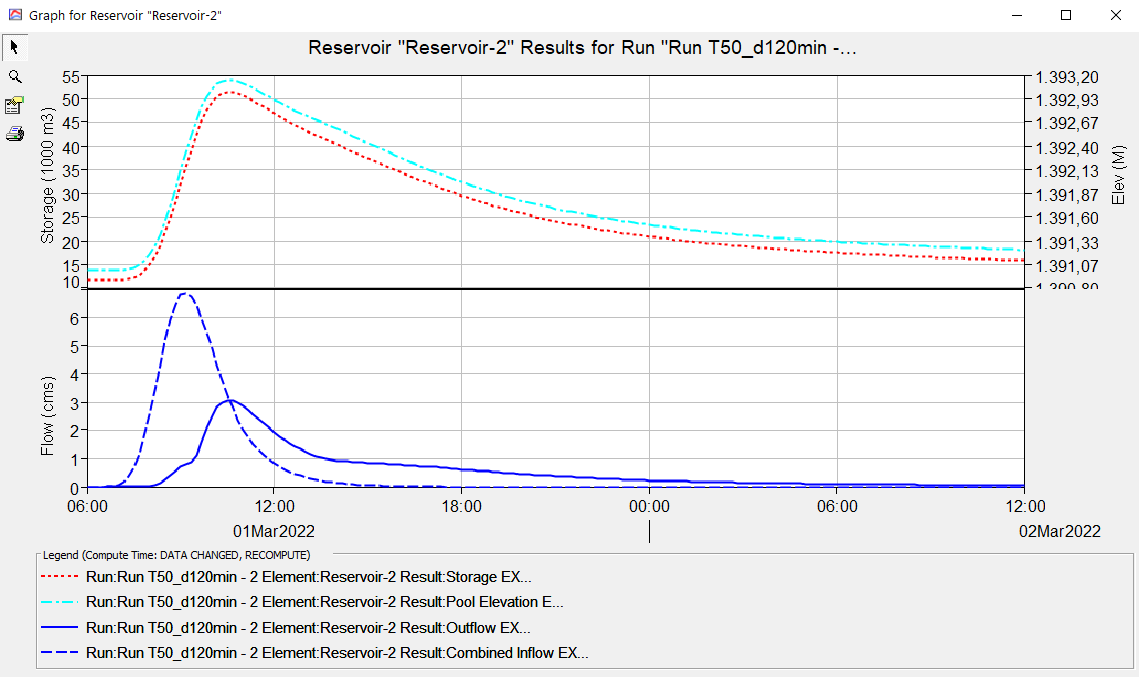 Graph for Reservoir "Reservoir-2"
Reservoir "Reservoir-2" Results for Run "Run T50_d120min -...
Storage (1000 m3)
55
50
45
40
35
30
25
20
15
10
1.393,20
1.392,93
1.392,67
1.392,40
1.392,13
1.391,87
1.391,60
1.391,33
1.391,07
1.390,80
Elev (M)
Flow (cms)
6
5
4
3
2
1
0
06:00 12:00 18:00 00:00 06:00 12:00
01Mar2022 02Mar2022
Legend (Compute Time: DATA CHANGED, RECOMPUTE)
Run:Run T50_d120min - 2 Element:Reservoir-2 Result:Storage EX...
Run:Run T50_d120min - 2 Element:Reservoir-2 Result:Pool Elevation E...
Run:Run T50_d120min - 2 Element:Reservoir-2 Result:Outflow EX...
Run:Run T50_d120min - 2 Element:Reservoir-2 Result:Combined Inflow EX...